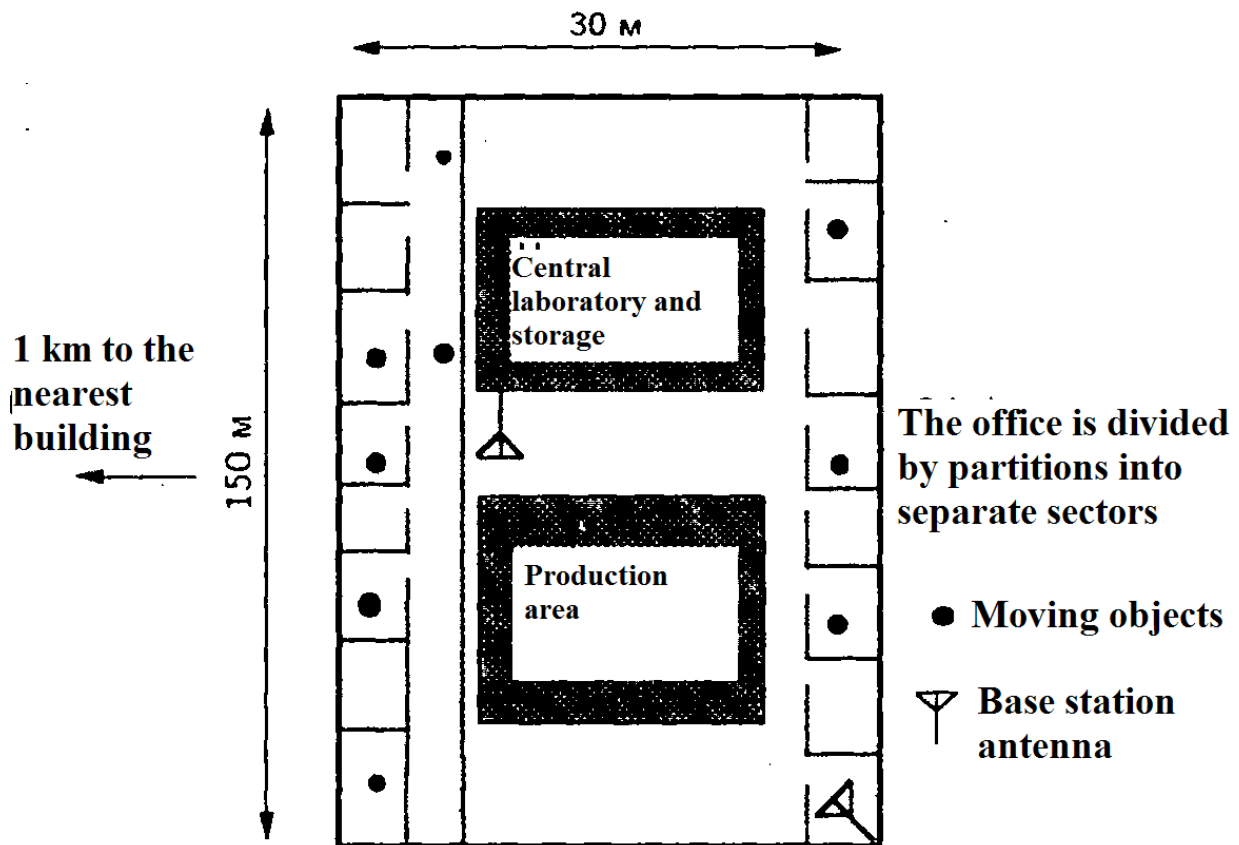 30 м
Central
laboratory and
storage
1 km to the
nearest
building
150 м
The office is divided
by partitions into
separate sectors
Production
area
Moving objects
Base station
antenna